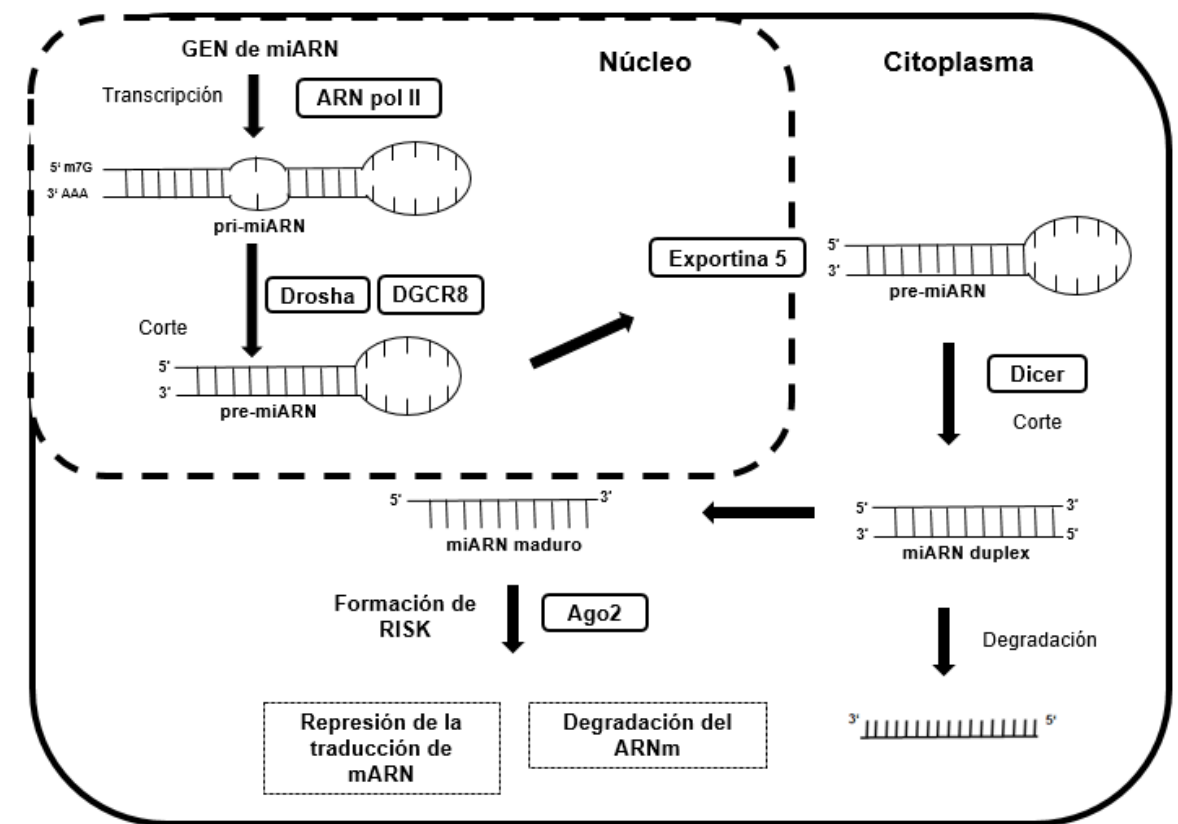 GEN de miARN
Núcleo
Citoplasma
Transcripción
ARN pol II
5' m7G
3' AAA
pri-miARN
Drosha
DGCR8
Corte
5'
3'
pre-miARN
Exportina 5
5'
3'
pre-miARN
Dicer
Corte
5'
3'
3'
5'
miARN duplex
5'
3'
miARN maduro
Formación de
RISK
Ago2
Degradación
3'
5'
Represión de la
traducción de
mARN
Degradación del
ARNm